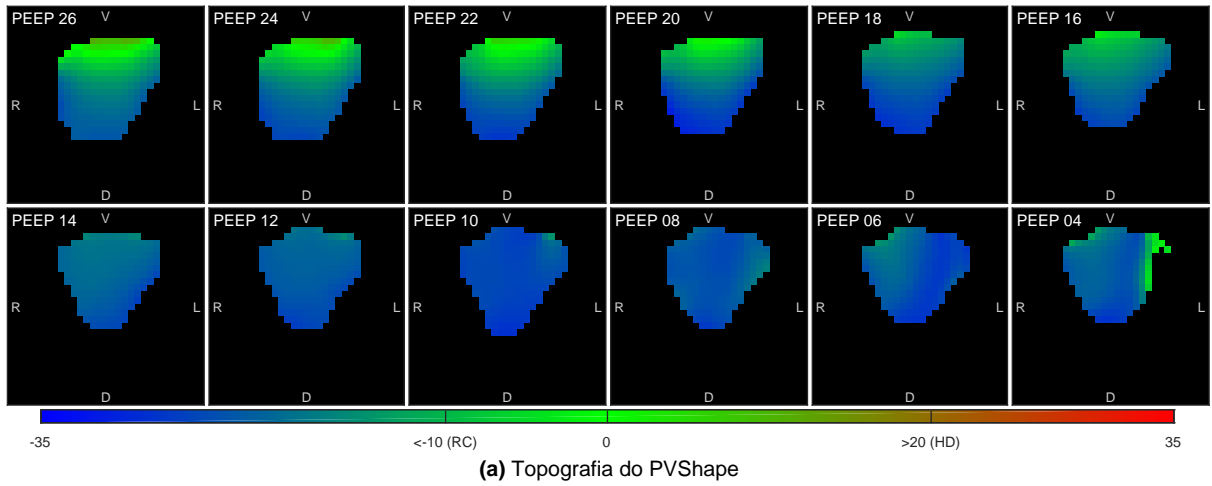 PEEP 26 V PEEP 24 V PEEP 22 V PEEP 20 V PEEP 18 V PEEP 16 V
R L R L R L R L R L R L
D D D D D D
PEEP 14 V PEEP 12 V PEEP 10 V PEEP 08 V PEEP 06 V PEEP 04 V
R L R L R L R L R L R L
D D D D D D
-35 <-10 (RC) 0 >20 (HD) 35
(a) Topografia do PVShape